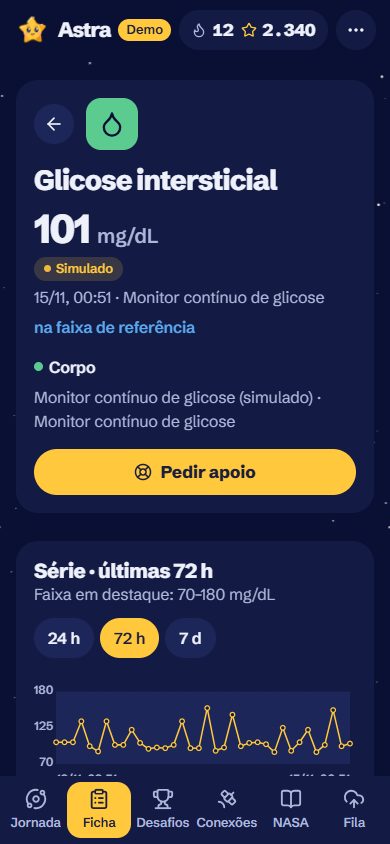 Astra Demo 12 2.340
Glicose intersticial
101 mg/dL
Simulado
15/11, 00:51 · Monitor contínuo de glicose
na faixa de referência
Corpo
Monitor contínuo de glicose (simulado) ·
Monitor contínuo de glicose
Pedir apoio
Série · últimas 72 h
Faixa em destaque: 70-180 mg/dL
24 h 72 h 7 d
180
125
70
Jornada Ficha Desafios Conexões NASA Fila